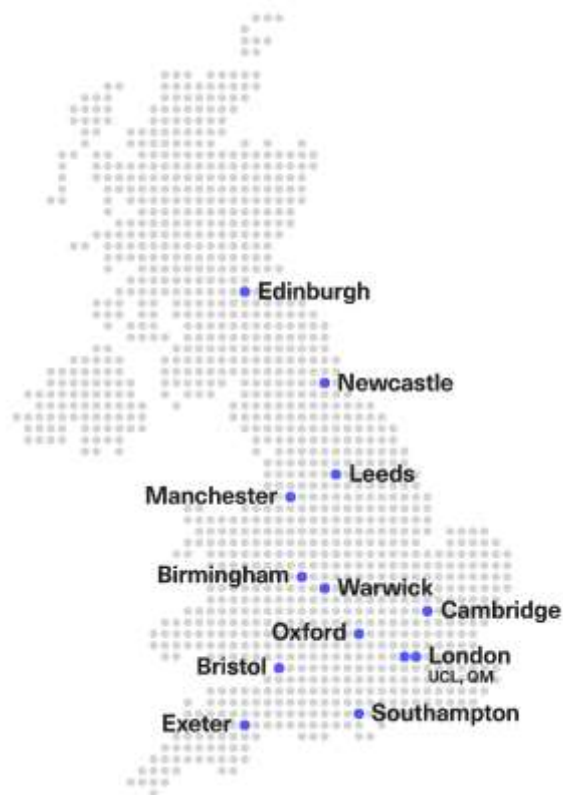 Edinburgh
Newcastle
Leeds
Manchester
Birmingham
Warwick
Cambridge
Oxford
London
UCL, QM
Bristol
Southampton
Exeter